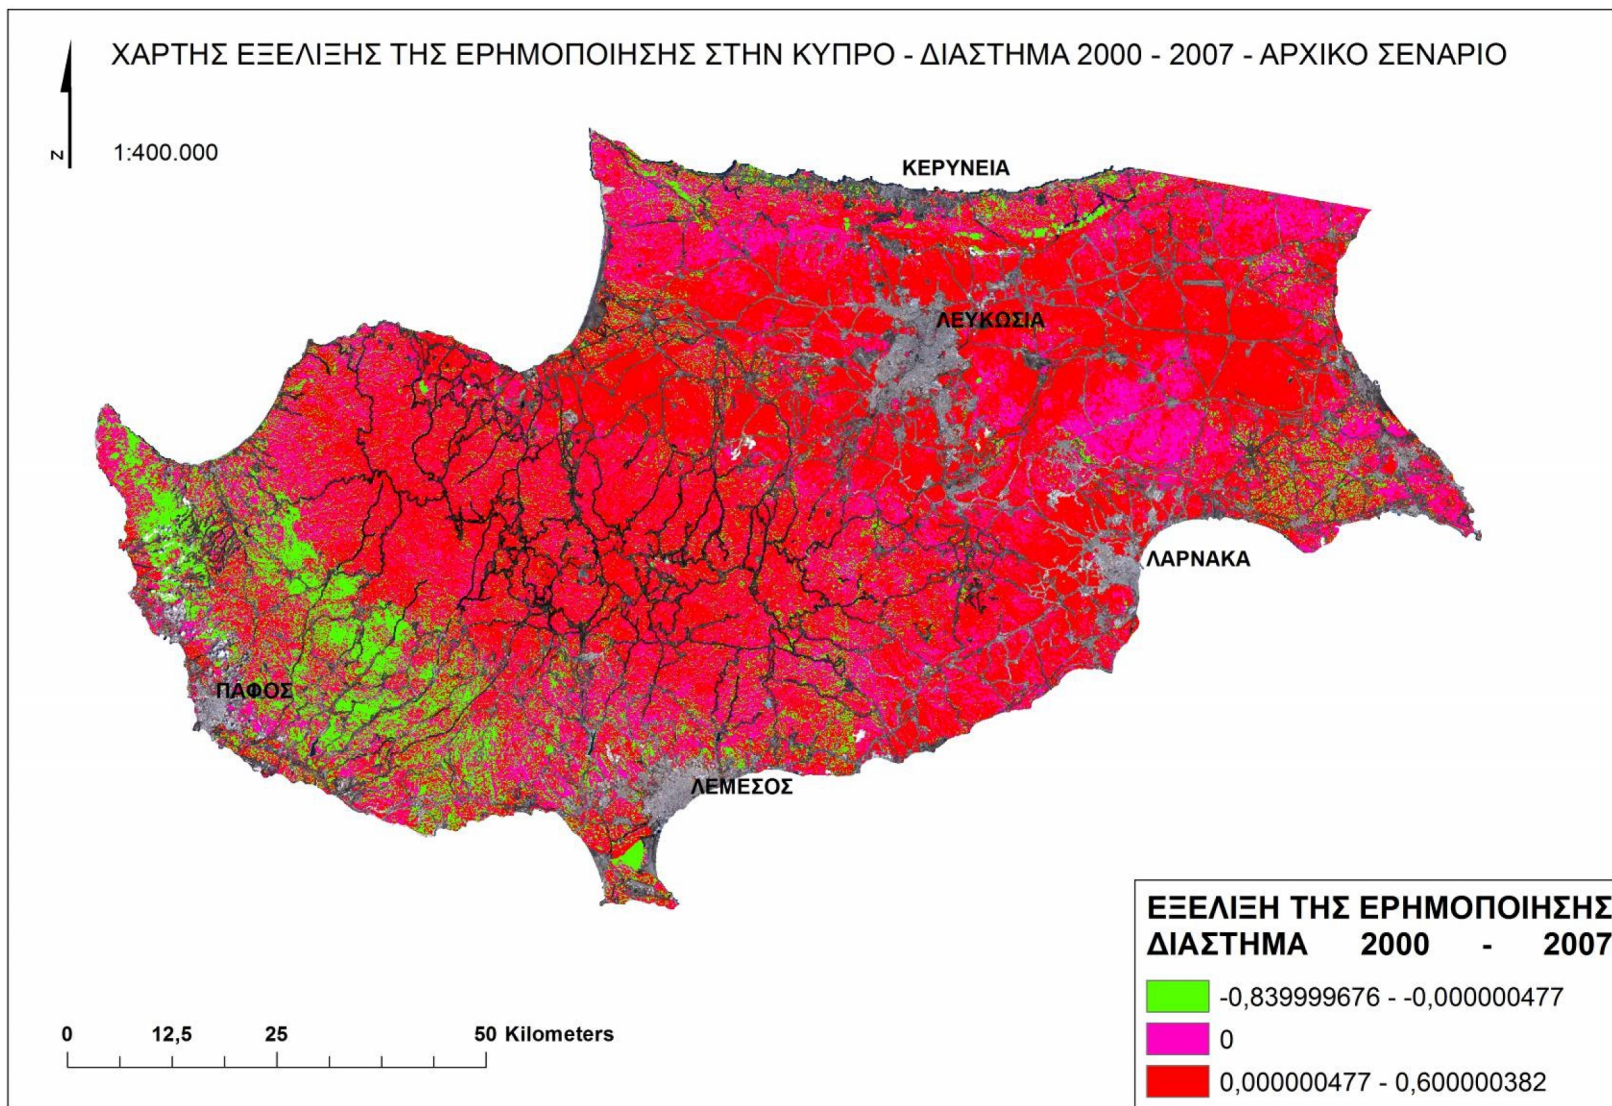 ΧΑΡΤΗΣ ΕΞΕΛΙΞΗΣ ΤΗΣ ΕΡΗΜΟΠΟΙΗΣΗΣ ΣΤΗΝ ΚΥΠΡΟ - ΔΙΑΣΤΗΜΑ 2000 - 2007 - ΑΡΧΙΚΟ ΣΕΝΑΡΙΟ
Z
1:400.000
ΚΕΡΥΝΕΙΑ
ΛΕΥΚΩΣΙΑ
ΛΑΡΝΑΚΑ
ΠΑΦΟΣ
ΛΕΜΕΣΟΣ
ΕΞΕΛΙΞΗ ΤΗΣ ΕΡΗΜΟΠΟΙΗΣΗΣ
ΔΙΑΣΤΗΜΑ 2000 - 2007
-0,839999676 - -0,000000477
0
0,000000477 - 0,600000382
0 12,5 25 50 Kilometers